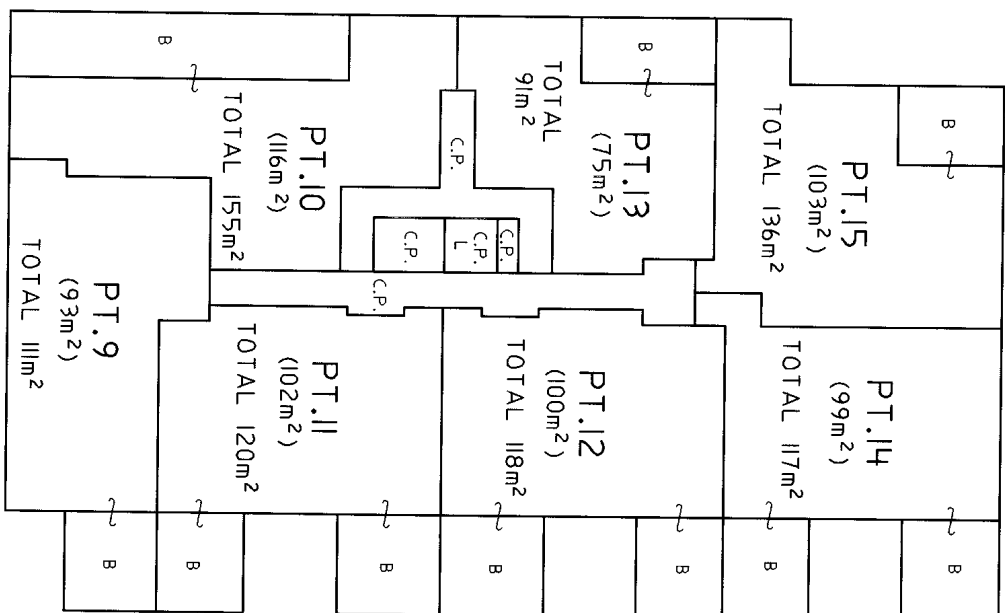 B
TOTAL
91m²
B
PT.13
(75m²)
C.P.
PT.10
(116m²)
TOTAL 155m²
B
PT.15
(103m²)
TOTAL 136m²
C.P.
C.P.
L
C.P.
C.P.
PT.9
(93m²)
TOTAL 111m²
PT.11
(102m²)
TOTAL 120m²
PT.12
(100m²)
TOTAL 118m²
PT.14
(99m²)
TOTAL 117m²
B
B
B
B
B
B
B